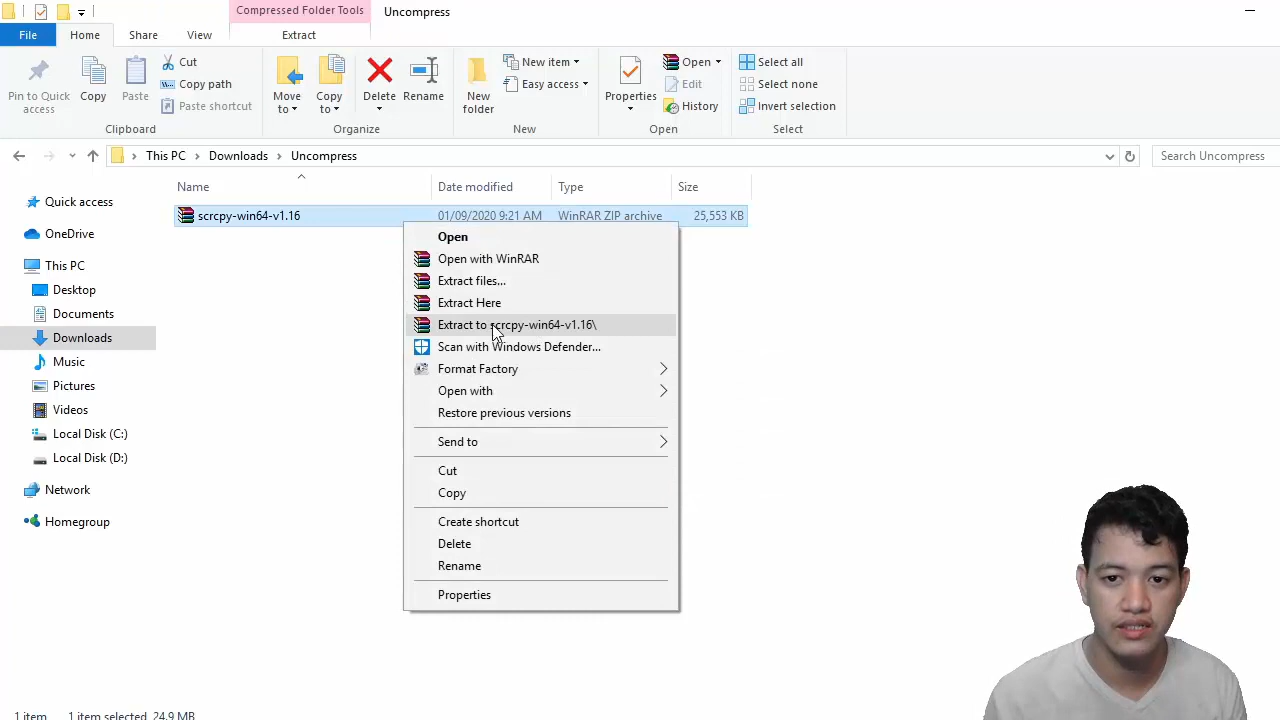 Compressed Folder Tools
Uncompress
File
Home
Share
View
Extract
Pin to Quick access
Copy
Paste
Cut
Copy path
Paste shortcut
Clipboard
Move to
Copy to
Delete
Rename
Organize
New folder
New item
Easy access
New
Properties
Open
Edit
History
Open
Select all
Select none
Invert selection
Select
This PC > Downloads > Uncompress
Search Uncompress
Name
Date modified
Type
Size
scrcpy-win64-v1.16
01/09/2020 9:21 AM
WinRAR ZIP archive
25,553 KB
Quick access
OneDrive
This PC
Desktop
Documents
Downloads
Music
Pictures
Videos
Local Disk (C:)
Local Disk (D:)
Network
Homegroup
Open
Open with WinRAR
Extract files...
Extract Here
Extract to scrcpy-win64-v1.16\
Scan with Windows Defender...
Format Factory
Open with
Restore previous versions
Send to
Cut
Copy
Create shortcut
Delete
Rename
Properties
1 item
1 item selected 24.9 MB